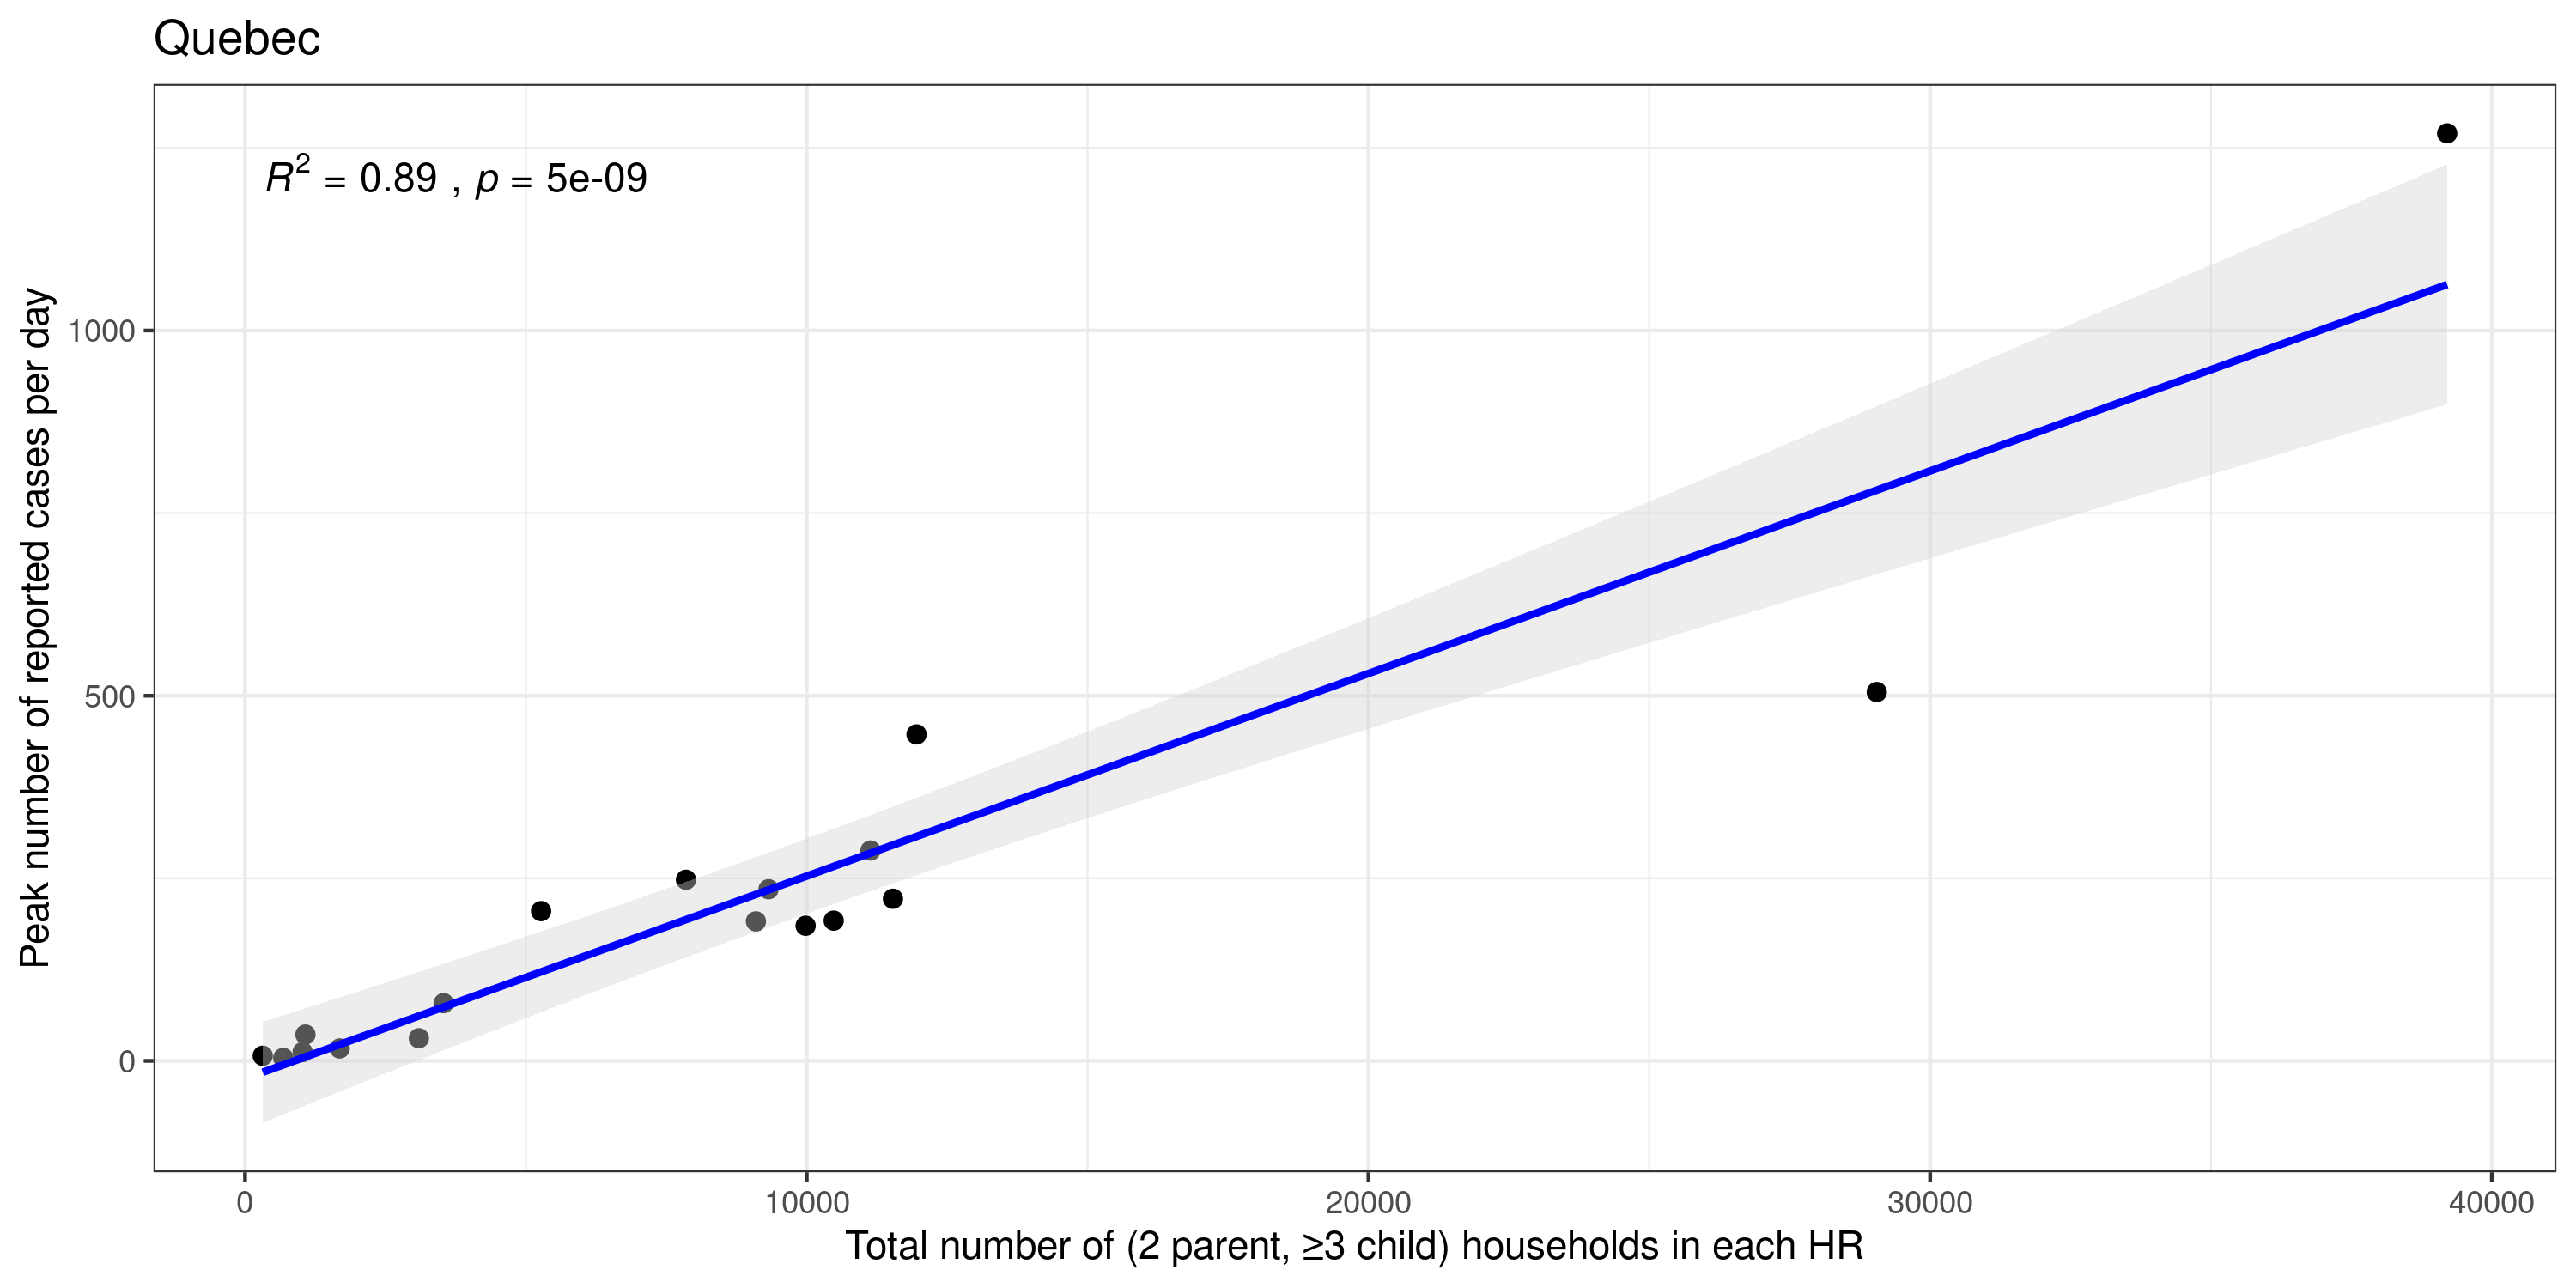 Quebec
R² = 0.89 , p = 5e-09
Peak number of reported cases per day
1000
500
0
0 10000 20000 30000 40000
Total number of (2 parent, ≥3 child) households in each HR